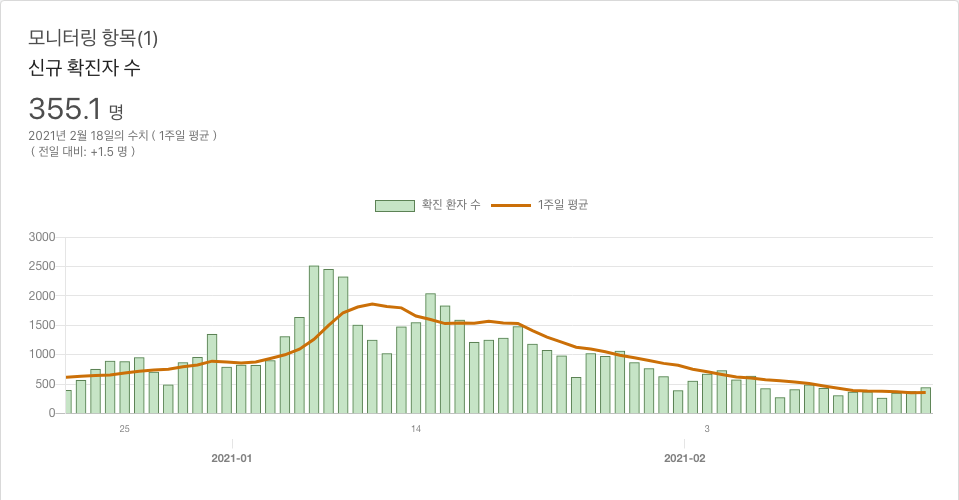 모니터링 항목(1)
신규 확진자 수
355.1 명
2021년 2월 18일의 수치 ( 1주일 평균 )
( 전일 대비: +1.5 명 )
확진 환자 수 1주일 평균
3000
2500
2000
1500
1000
500
0
25 14 3
2021-01 2021-02